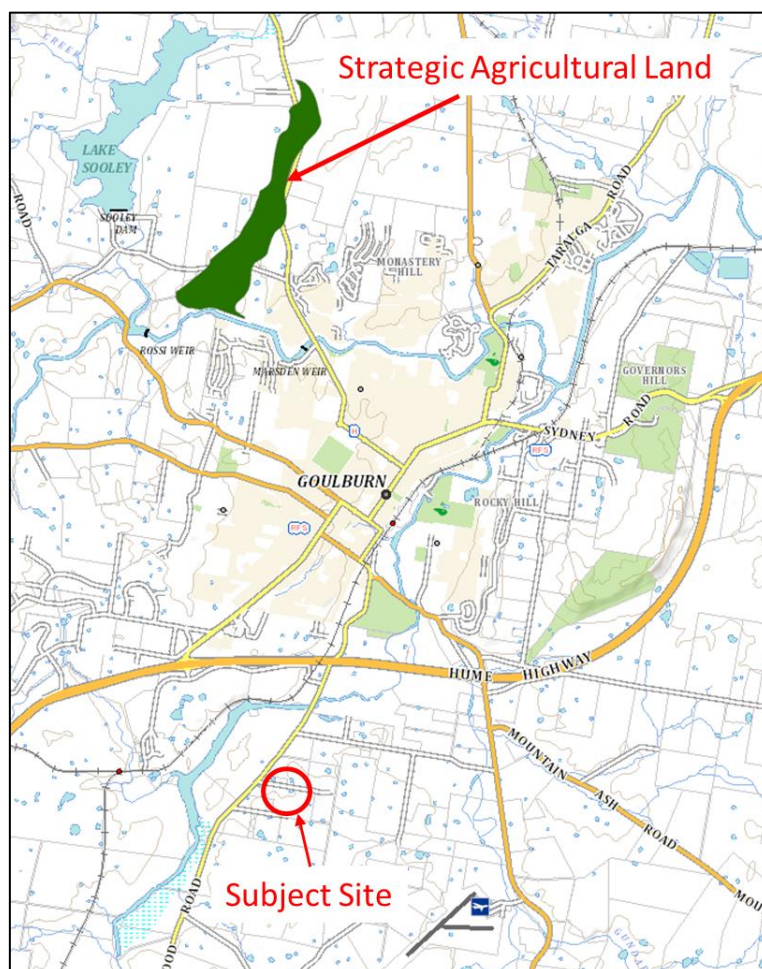 CREEK
Strategic Agricultural Land
LAKE
SOOLEY
ROAD
SOOLEY
DAM
MONASTERY
HILL
TARALGA ROAD
ROSSI WEIR
MARSDEN WEIR
GOVERNORS
HILL
H
SYDNEY ROAD
RFS
GOULBURN
ROCKY HILL
RFS
HUME HIGHWAY
MOUNTAIN ASH ROAD
Subject Site
ROAD